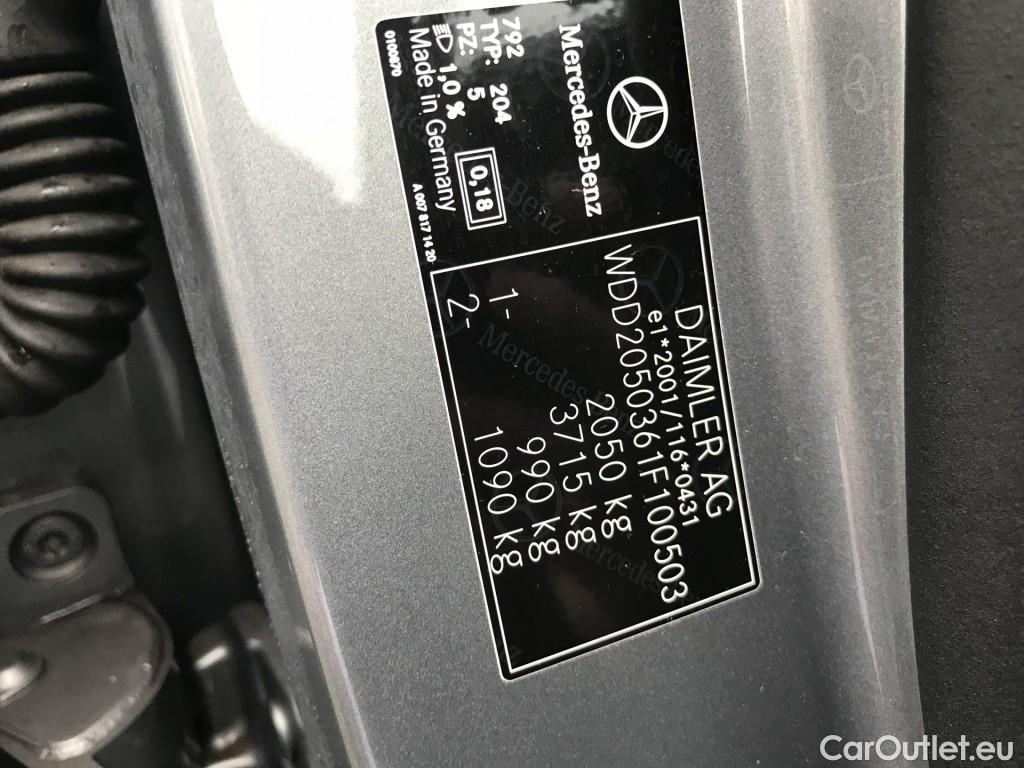 Mercedes-Benz
792
TYP: 204
PZ: 5
1,0 %
0,18
Made in Germany
0100870
A 007 817 14 20
DAIMLER AG
e1*2001/116*0431
WDD2050361F100503
2050 kg
3715 kg
1- 990 kg
2- 1090 kg
CarOutlet.eu